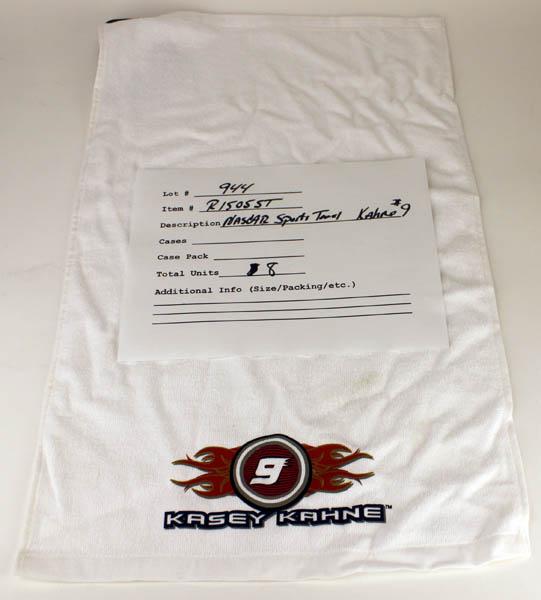 Lot # 944
Item # R15055T
Description NASCAR Sports Towel Kahne #9
Cases
Case Pack
Total Units 8
Additional Info (Size/Packing/etc.)
9
KASEY KAHNE™